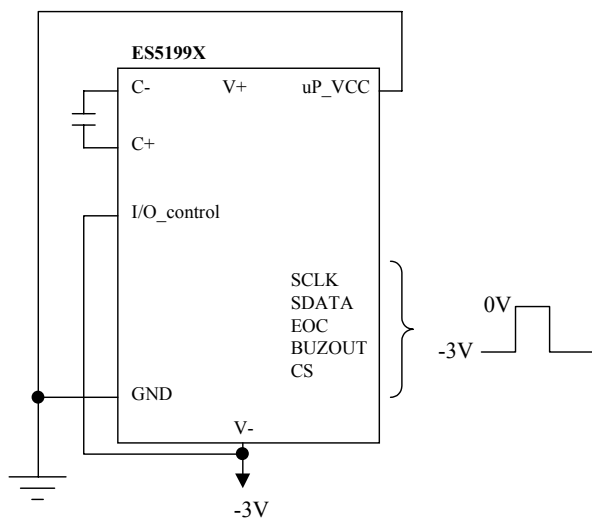 ES5199X
C- V+ uP_VCC
C+
I/O_control
SCLK
SDATA
0V
EOC
BUZOUT
-3V
CS
GND
V-
-3V